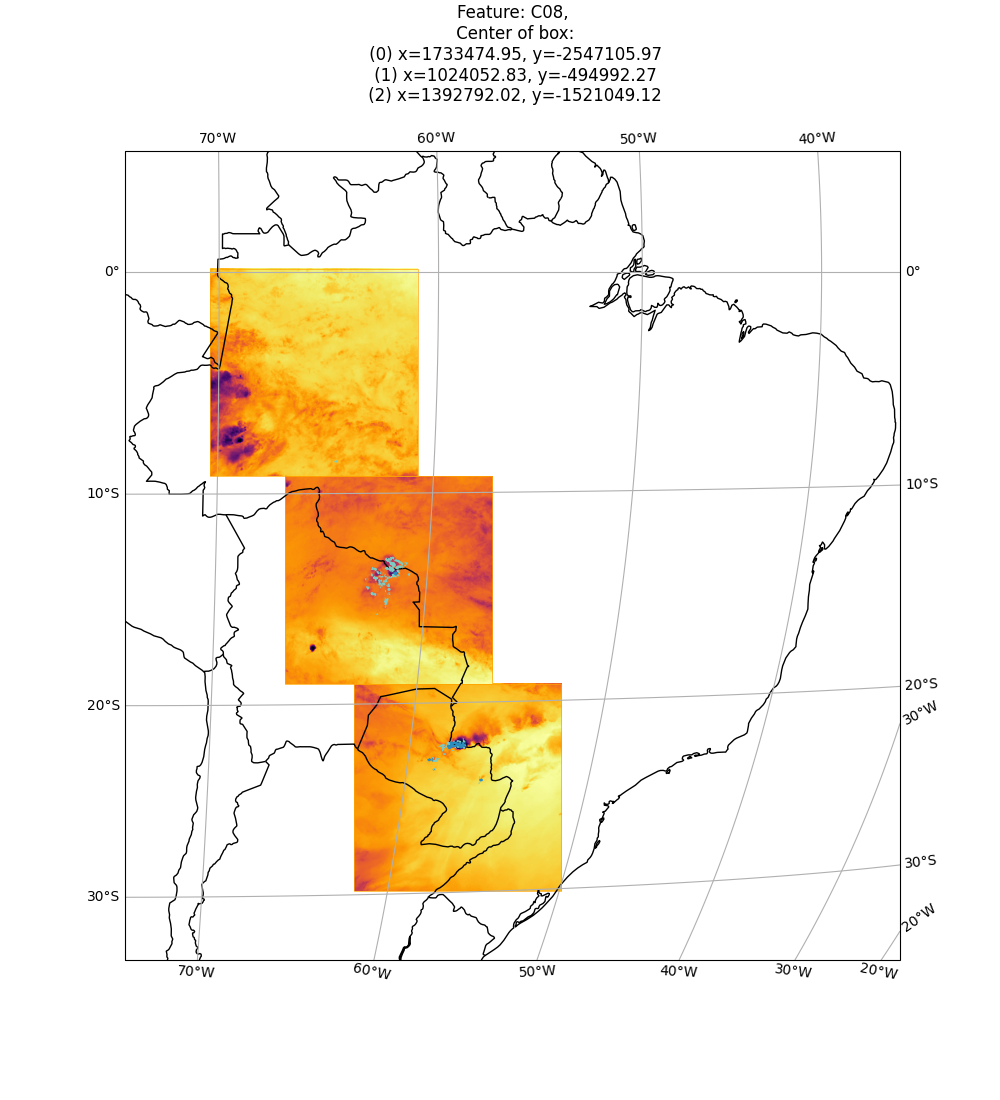 Feature: C08,
Center of box:
(0) x=1733474.95, y=-2547105.97
(1) x=1024052.83, y=-494992.27
(2) x=1392792.02, y=-1521049.12
70°W 60°W 50°W 40°W
0° 0°
10°S 10°S
20°S 20°S
30°W
30°S 30°S
20°W
70°W 60°W 50°W 40°W 30°W 20°W